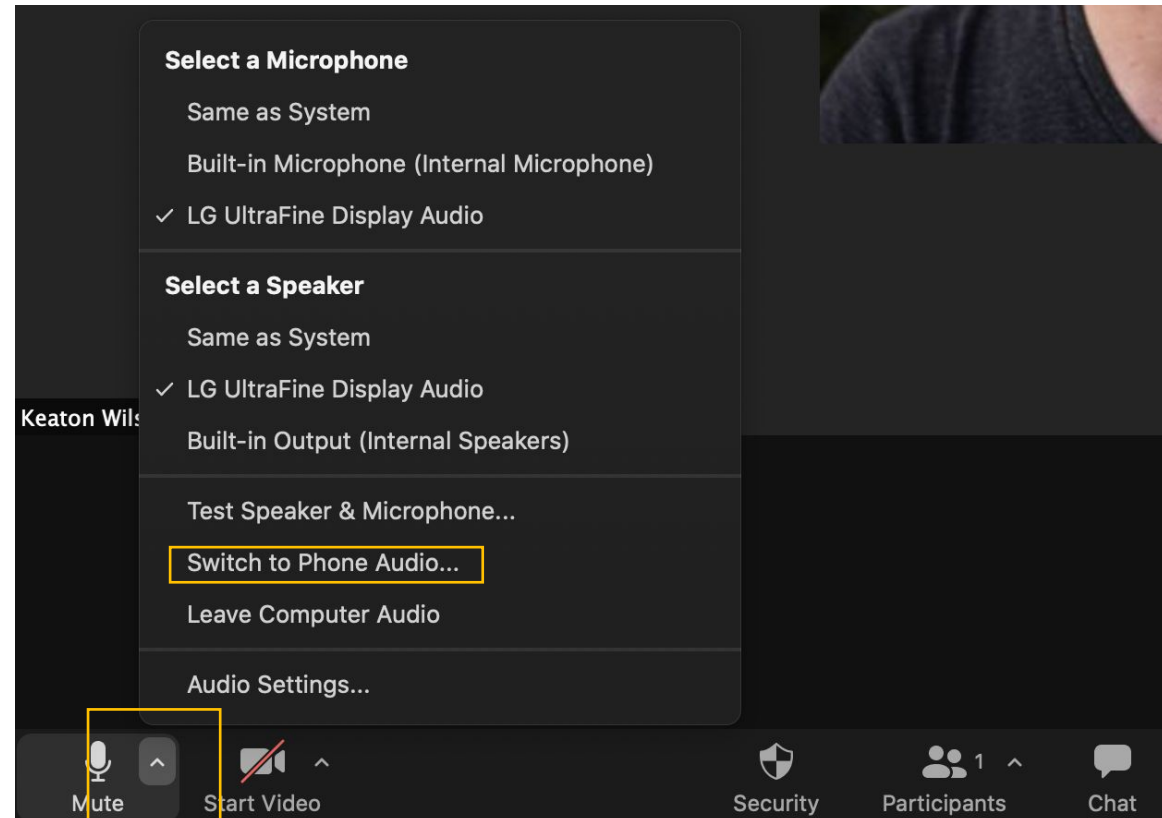 Select a Microphone
Same as System
Built-in Microphone (Internal Microphone)
LG UltraFine Display Audio
Select a Speaker
Same as System
LG UltraFine Display Audio
Keaton Wils
Built-in Output (Internal Speakers)
Test Speaker & Microphone...
Switch to Phone Audio...
Leave Computer Audio
Audio Settings...
1
Mute Start Video Security Participants Chat